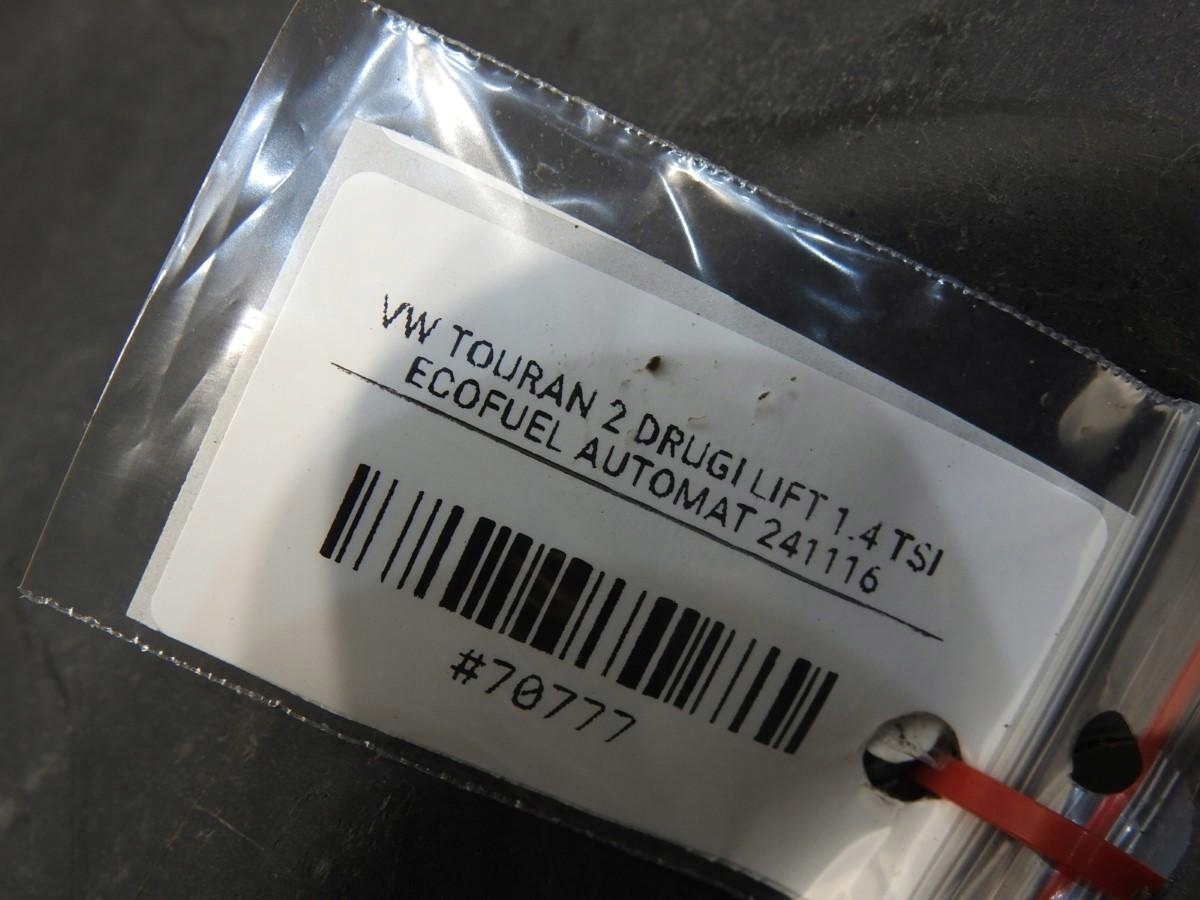 VW TOURAN 2 DRUGI LIFT 1.4 TSI
ECOFUEL AUTOMAT 241116
#70777